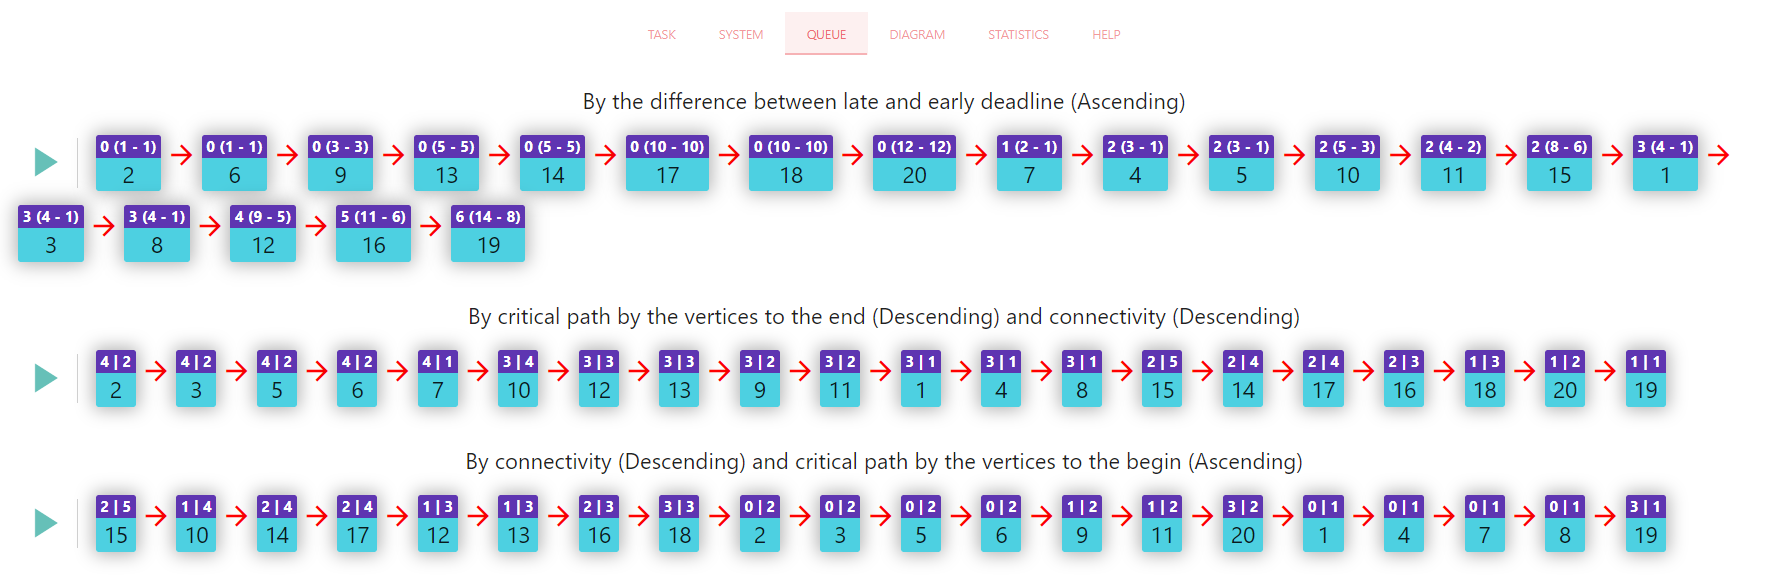 TASK SYSTEM QUEUE DIAGRAM STATISTICS HELP
By the difference between late and early deadline (Ascending)
0 (1 - 1) 0 (1 - 1) 0 (3 - 3) 0 (5 - 5) 0 (5 - 5) 0 (10 - 10) 0 (10 - 10) 0 (12 - 12) 1 (2 - 1) 2 (3 - 1) 2 (3 - 1) 2 (5 - 3) 2 (4 - 2) 2 (8 - 6) 3 (4 - 1)
2 6 9 13 14 17 18 20 7 4 5 10 11 15 1
3 (4 - 1) 3 (4 - 1) 4 (9 - 5) 5 (11 - 6) 6 (14 - 8)
3 8 12 16 19
By critical path by the vertices to the end (Descending) and connectivity (Descending)
4 | 2 4 | 2 4 | 2 4 | 2 4 | 1 3 | 4 3 | 3 3 | 3 3 | 2 3 | 2 3 | 1 3 | 1 3 | 1 2 | 5 2 | 4 2 | 4 2 | 3 1 | 3 1 | 2 1 | 1
2 3 5 6 7 10 12 13 9 11 1 4 8 15 14 17 16 18 20 19
By connectivity (Descending) and critical path by the vertices to the begin (Ascending)
2 | 5 1 | 4 2 | 4 2 | 4 1 | 3 1 | 3 2 | 3 3 | 3 0 | 2 0 | 2 0 | 2 0 | 2 1 | 2 1 | 2 3 | 2 0 | 1 0 | 1 0 | 1 0 | 1 3 | 1
15 10 14 17 12 13 16 18 2 3 5 6 9 11 20 1 4 7 8 19